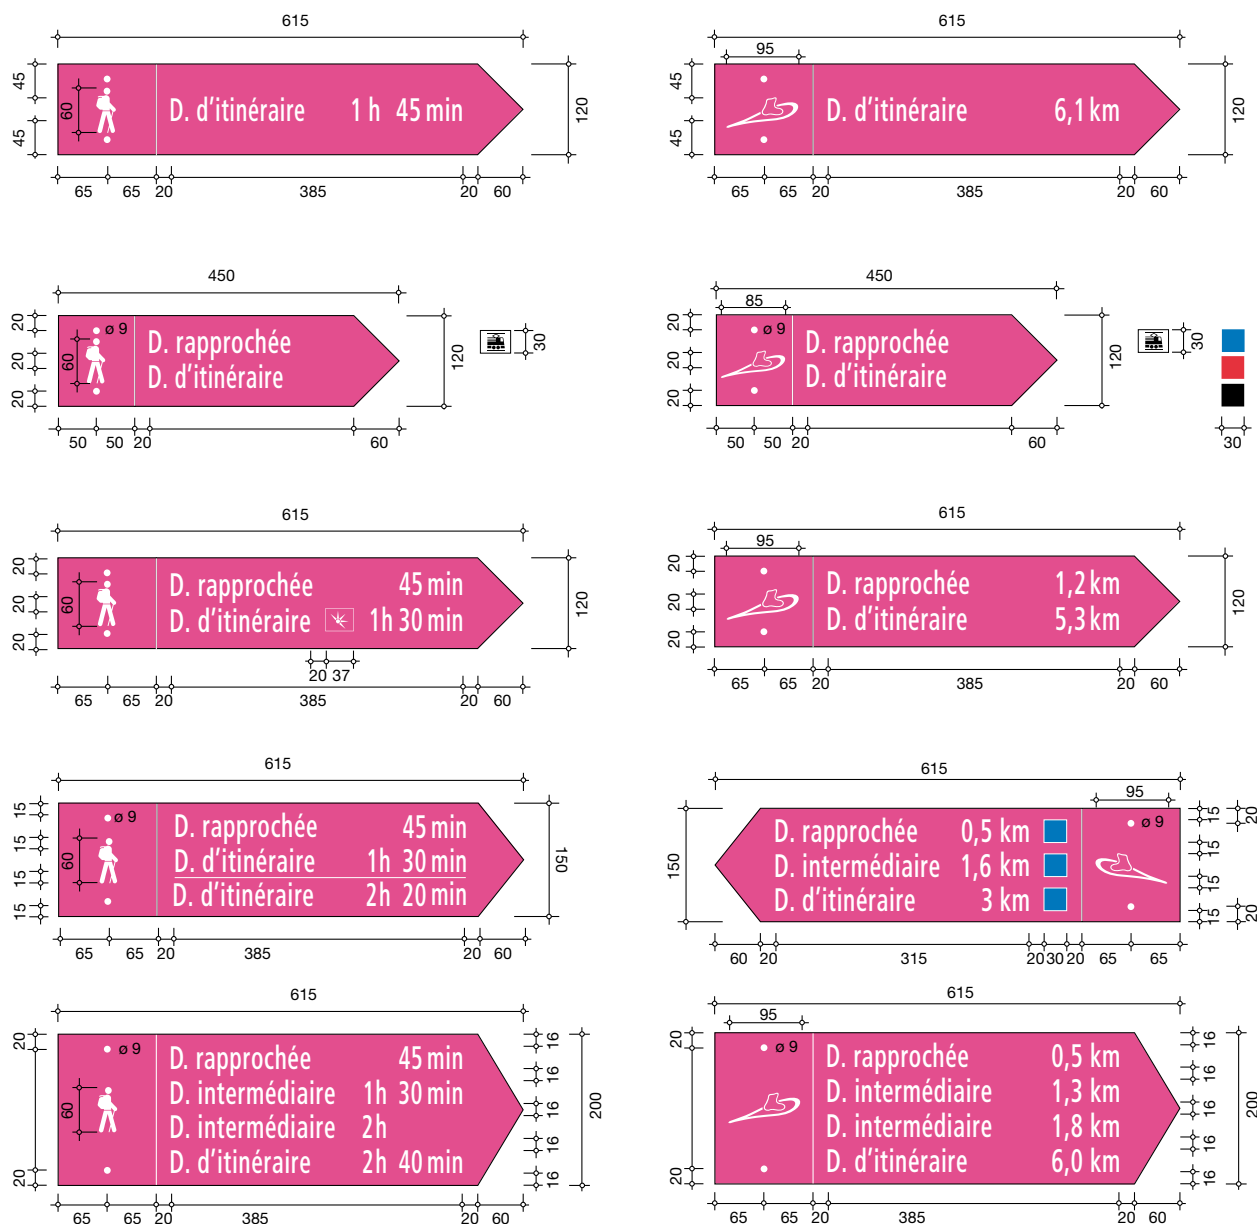 615
45
45
60
D. d'itinéraire 1 h 45 min
120
65 65 20 385 20 60
615
95
45
45
D. d'itinéraire 6,1 km
120
65 65 20 385 20 60
450
20
20
20
60
ø 9
D. rapprochée
D. d'itinéraire
120
30
50 50 20 60
450
85
20
20
20
ø 9
D. rapprochée
D. d'itinéraire
120
30
50 50 20 60
30
615
20
20
20
60
D. rapprochée 45 min
D. d'itinéraire 1h 30 min
120
20 37
65 65 20 385 20 60
615
95
20
20
20
D. rapprochée 1,2 km
D. d'itinéraire 5,3 km
120
65 65 20 385 20 60
615
15
15
15
15
60
ø 9
D. rapprochée 45 min
D. d'itinéraire 1h 30 min
D. d'itinéraire 2h 20 min
150
65 65 20 385 20 60
615
95
150
D. rapprochée 0,5 km
D. intermédiaire 1,6 km
D. d'itinéraire 3 km
ø 9
15
15
15
15
20
20
60 20 315 20 30 20 65 65
615
20
20
60
ø 9
D. rapprochée 45 min
D. intermédiaire 1h 30 min
D. intermédiaire 2h
D. d'itinéraire 2h 40 min
16
16
16
16
16
200
65 65 20 385 20 60
615
95
20
20
ø 9
D. rapprochée 0,5 km
D. intermédiaire 1,3 km
D. intermédiaire 1,8 km
D. d'itinéraire 6,0 km
16
16
16
16
16
200
65 65 20 385 20 60